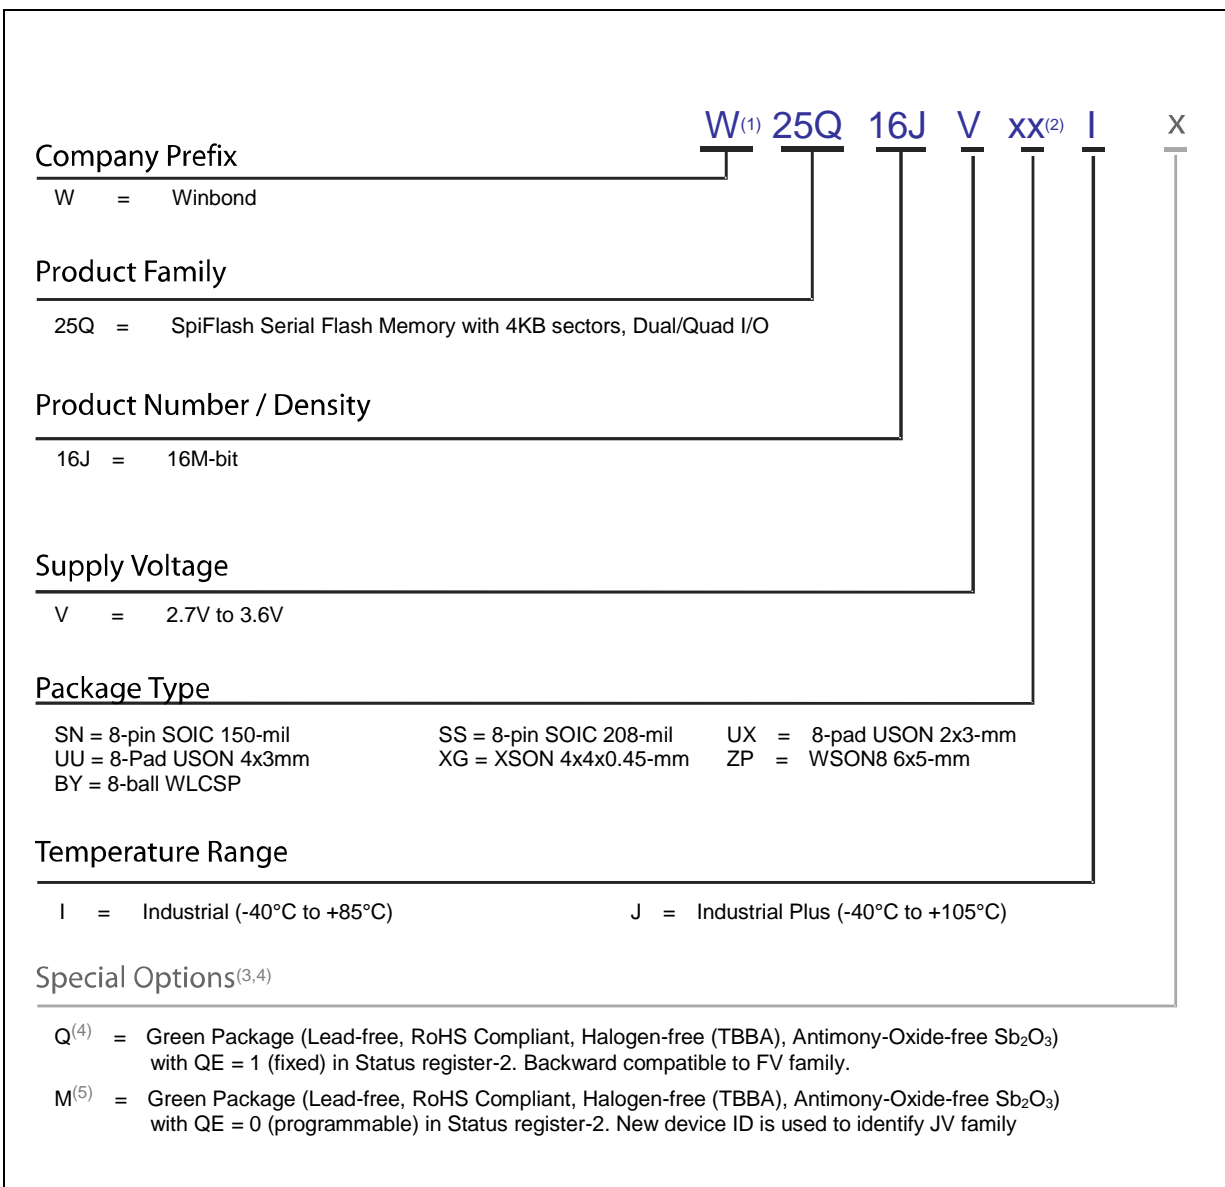 W(1) 25Q 16J V xx(2) I x
Company Prefix
W = Winbond
Product Family
25Q = SpiFlash Serial Flash Memory with 4KB sectors, Dual/Quad I/O
Product Number / Density
16J = 16M-bit
Supply Voltage
V = 2.7V to 3.6V
Package Type
SN = 8-pin SOIC 150-mil SS = 8-pin SOIC 208-mil UX = 8-pad USON 2x3-mm
UU = 8-Pad USON 4x3mm XG = XSON 4x4x0.45-mm ZP = WSON8 6x5-mm
BY = 8-ball WLCSP
Temperature Range
I = Industrial (-40°C to +85°C) J = Industrial Plus (-40°C to +105°C)
Special Options(3,4)
Q(4) = Green Package (Lead-free, RoHS Compliant, Halogen-free (TBBA), Antimony-Oxide-free Sb₂O₃)
with QE = 1 (fixed) in Status register-2. Backward compatible to FV family.
M(5) = Green Package (Lead-free, RoHS Compliant, Halogen-free (TBBA), Antimony-Oxide-free Sb₂O₃)
with QE = 0 (programmable) in Status register-2. New device ID is used to identify JV family